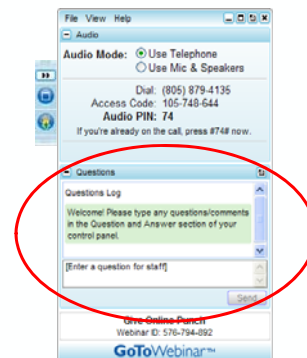 File View Help
Audio
Audio Mode: Use Telephone
Use Mic & Speakers
Dial: (805) 879-4135
Access Code: 105-748-644
Audio PIN: 74
If you're already on the call, press #74# now.
Questions
Questions Log
Welcome! Please type any questions/comments
in the Question and Answer section of your
control panel.
[Enter a question for staff]
Send
Give Online Punch
Webinar ID: 576-794-892
GoToWebinar™